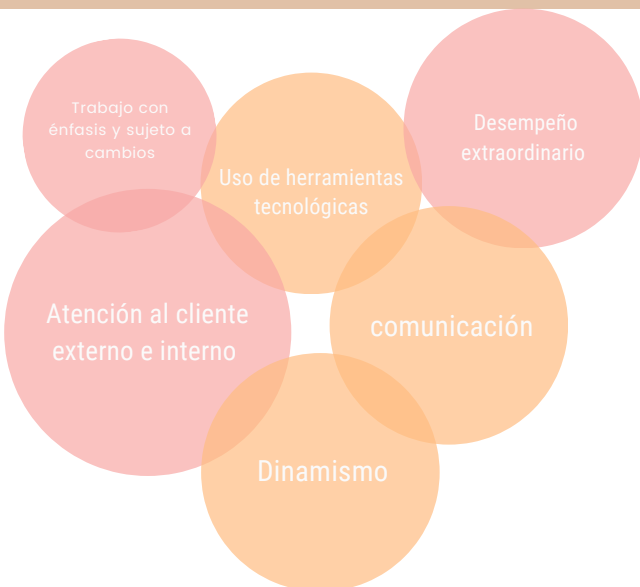 Trabajo con
énfasis y sujeto a
cambios
Uso de herramientas
tecnológicas
Desempeño
extraordinario
Atención al cliente
externo e interno
comunicación
Dinamismo